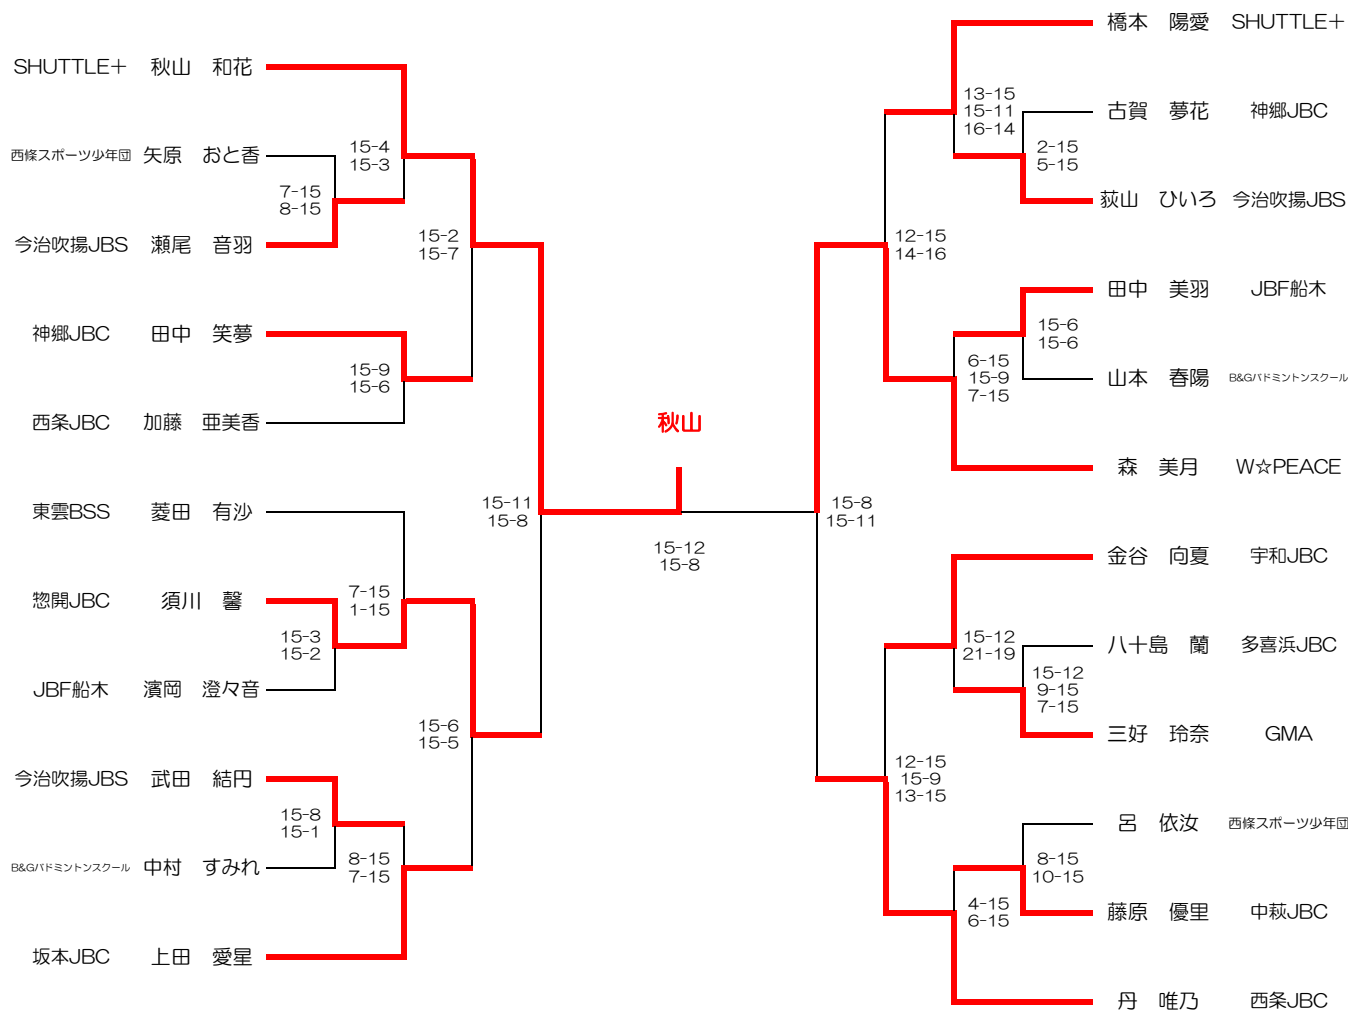 SHUTTLE＋ 秋山　和花
15-4
15-3
西條スポーツ少年団 矢原　おと香
7-15
8-15
今治吹揚JBS 瀬尾　音羽
15-2
15-7
神郷JBC 田中　笑夢
15-9
15-6
西条JBC 加藤　亜美香
15-11
15-8
東雲BSS 菱田　有沙
7-15
1-15
惣開JBC 須川　馨
15-3
15-2
JBF船木 濱岡　澄々音
15-6
15-5
今治吹揚JBS 武田　結円
15-8
15-1
B&Gバドミントンスクール 中村　すみれ
8-15
7-15
坂本JBC 上田　愛星
秋山
15-12
15-8
橋本　陽愛 SHUTTLE＋
13-15
15-11
16-14
古賀　夢花 神郷JBC
2-15
5-15
荻山　ひいろ 今治吹揚JBS
12-15
14-16
田中　美羽 JBF船木
15-6
15-6
6-15
15-9
7-15
山本　春陽 B&Gバドミントンスクール
森　美月 W☆PEACE
15-8
15-11
金谷　向夏 宇和JBC
15-12
21-19
八十島　蘭 多喜浜JBC
15-12
9-15
7-15
三好　玲奈 GMA
12-15
15-9
13-15
呂　依汝 西條スポーツ少年団
8-15
10-15
藤原　優里 中萩JBC
4-15
6-15
丹　唯乃 西条JBC